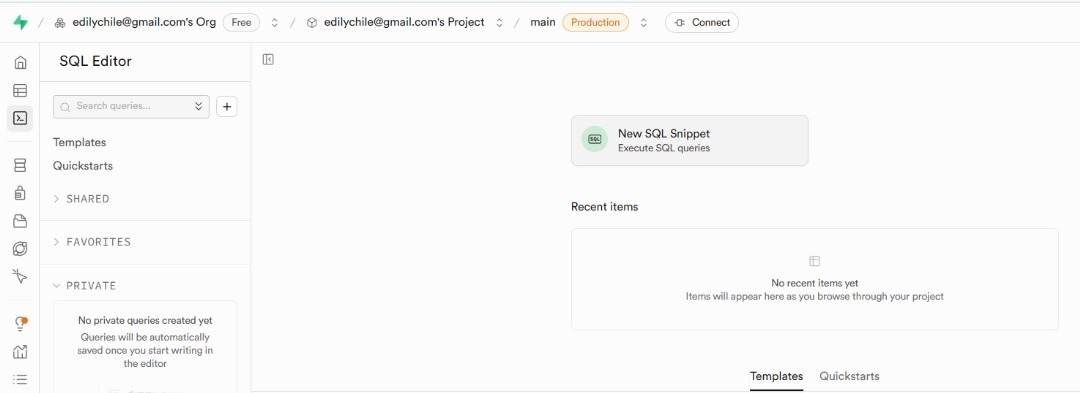 / edilychile@gmail.com's Org Free / edilychile@gmail.com's Project / main Production Connect
SQL Editor
Search queries...
Templates
Quickstarts
SHARED
FAVORITES
PRIVATE
No private queries created yet
Queries will be automatically
saved once you start writing in
the editor
SQL
New SQL Snippet
Execute SQL queries
Recent items
No recent items yet
Items will appear here as you browse through your project
Templates Quickstarts